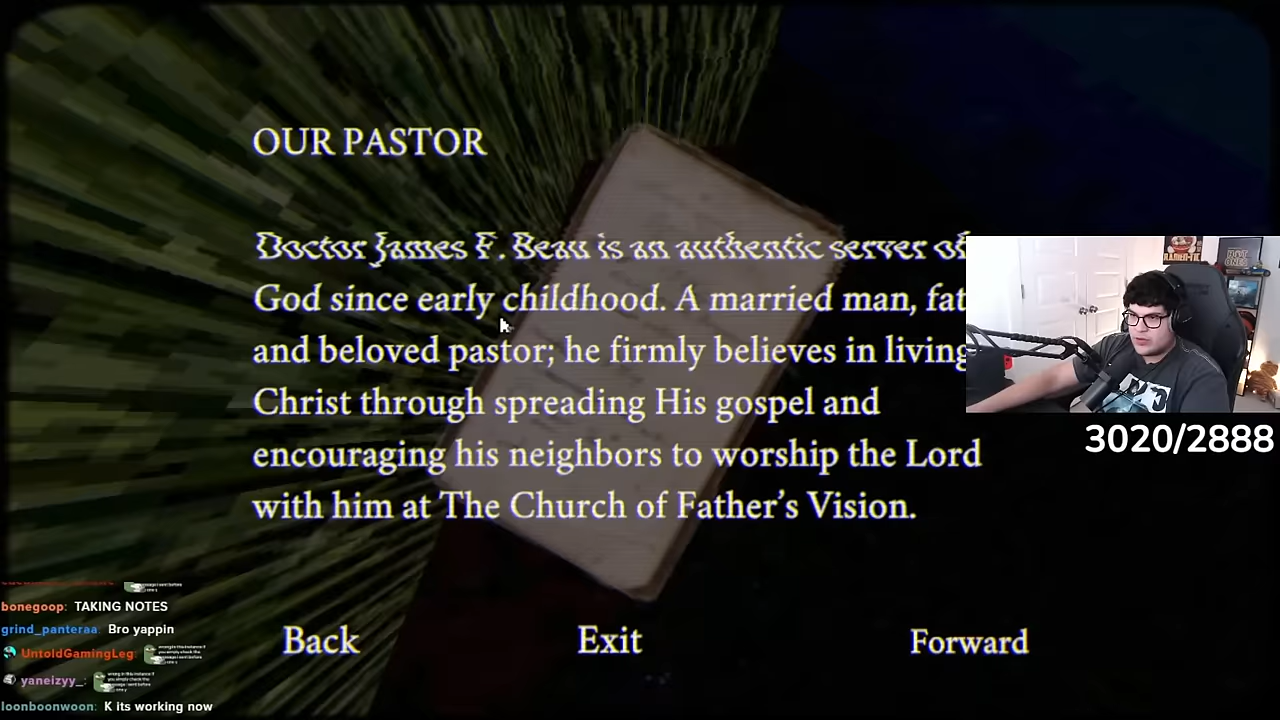 OUR PASTOR
Doctor James F. Beau is an authentic server of
God since early childhood. A married man, fat
and beloved pastor; he firmly believes in living
Christ through spreading His gospel and
encouraging his neighbors to worship the Lord
with him at The Church of Father's Vision.
3020/2888
bonegoop: TAKING NOTES
grind_panteraa: Bro yappin
UntoldGamingLeg:
yaneizyy_:
loonboonwoon: K its working now
Back
Exit
Forward